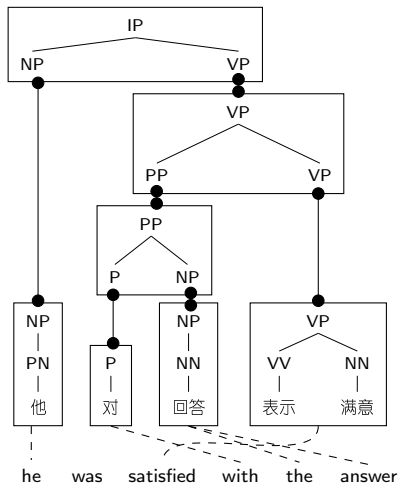 IP
NP VP
VP
PP VP
PP
P NP
NP P NP VP
PN NN VV NN
他 对 回答 表示 满意
he was satisfied with the answer